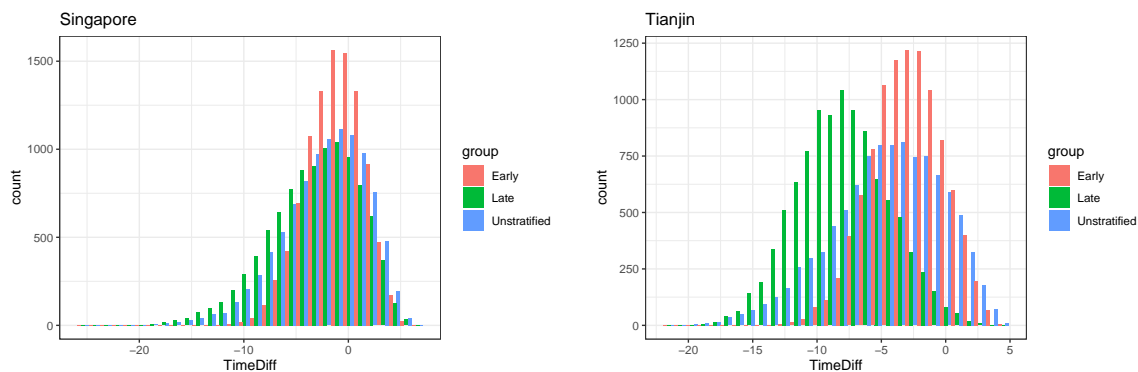 Singapore
1500
1000
500
0
−20
−10
0
TimeDiff
count
group
Early
Late
Unstratified
Tianjin
1250
1000
750
500
250
0
−20
−15
−10
−5
0
5
TimeDiff
count
group
Early
Late
Unstratified